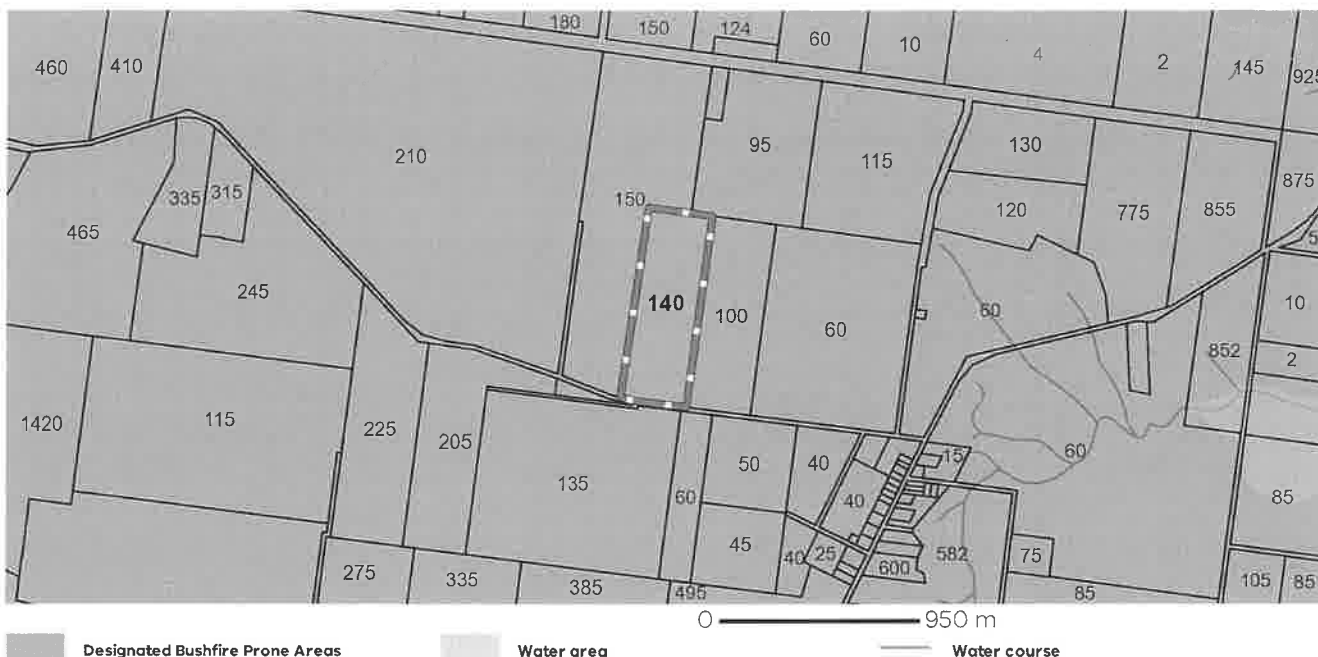 180 150 124 60 10 4 2 145 925
460 410
210 95 115 130 875
335 315 150 120 775 855
465 5
245 140 100 60 60 10
852 2
1420 115 225 205 50 40 15 60
135 60 40 85
45 40 25 582 75
275 335 385 495 600 85 105 85
0 950 m
Designated Bushfire Prone Areas Water area Water course